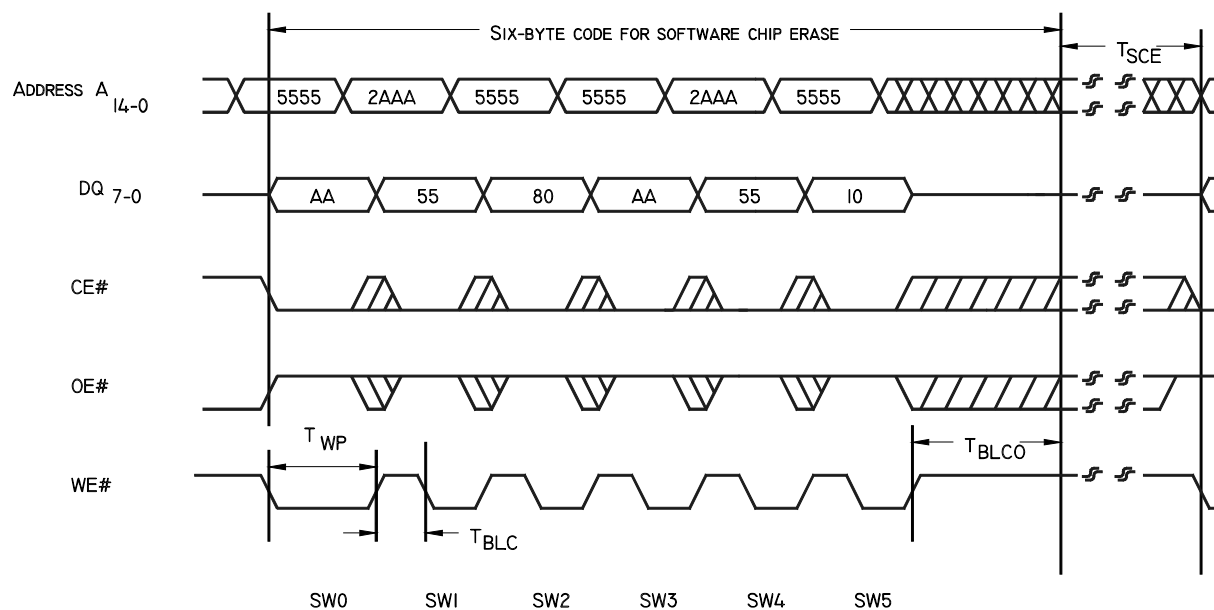 SIX-BYTE CODE FOR SOFTWARE CHIP ERASE
TSCE
ADDRESS A 14-0
5555 2AAA 5555 5555 2AAA 5555
DQ 7-0
AA 55 80 AA 55 10
CE#
OE#
TWP
TBLCO
WE#
TBLC
SW0 SW1 SW2 SW3 SW4 SW5